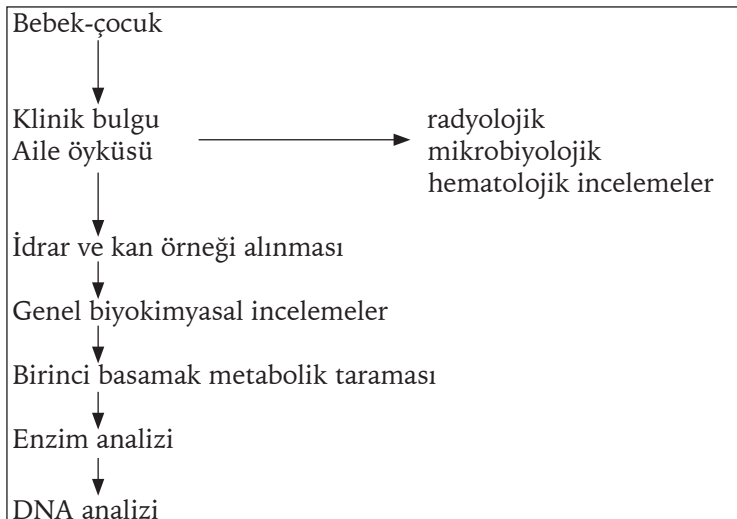 Bebek-çocuk
Klinik bulgu
Aile öyküsü
radyolojik
mikrobiyolojik
hematolojik incelemeler
İdrar ve kan örneği alınması
Genel biyokimyasal incelemeler
Birinci basamak metabolik taraması
Enzim analizi
DNA analizi